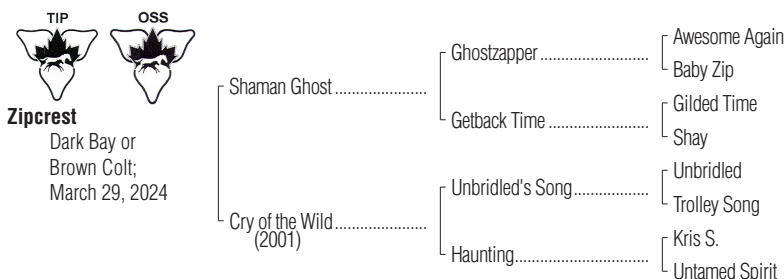 TIP OSS
Zipcrest
Dark Bay or
Brown Colt;
March 29, 2024
Shaman Ghost
Cry of the Wild
(2001)
Ghostzapper
Getback Time
Unbridled's Song
Haunting
Awesome Again
Baby Zip
Gilded Time
Shay
Unbridled
Trolley Song
Kris S.
Untamed Spirit